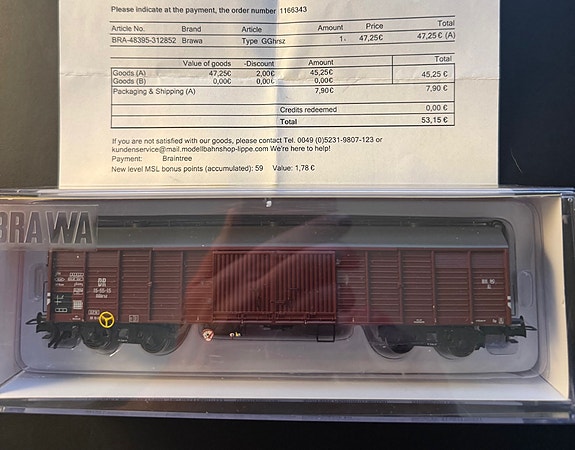 Please indicate at the payment, the order number 1166343
Article No. Brand Article Amount Price Total
BRA-48395-312852 Brawa Type GGhrsz 1 47,25€ 47,25 € (A)
Value of goods -Discount Amount Total
Goods (A) 47,25€ 2,00€ 45,25€ 45,25 €
Goods (B) 0,00€ 0,00€ 0,00€
Packaging & Shipping (A) 7,90€ 7,90 €
Credits redeemed 0,00 €
Total 53,15 €
If you are not satisfied with our goods, please contact Tel. 0049 (0)5231-9807-123 or
kundenservice@mail.modellbahnshop-lippe.com We're here to help!
Payment: Braintree
New level MSL bonus points (accumulated): 59 Value: 1,78 €
BRAWA
DR